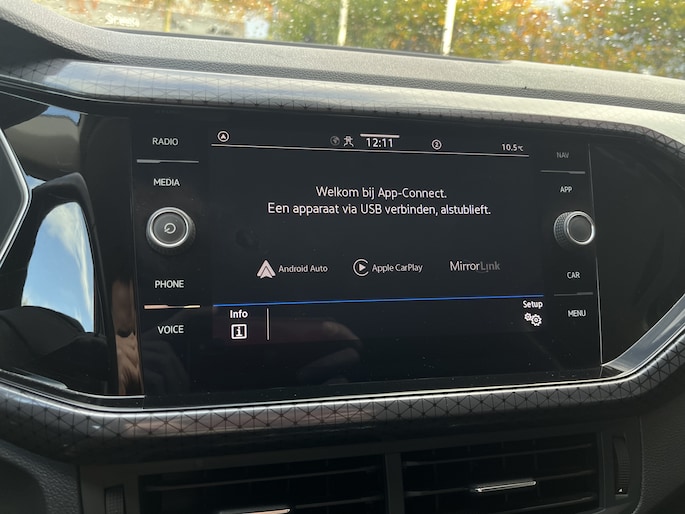 RADIO
MEDIA
PHONE
VOICE
12:11
10.5°C
Welkom bij App-Connect.
Een apparaat via USB verbinden, alstublieft.
Android Auto
Apple CarPlay
MirrorLink
Info
Setup
NAV
APP
CAR
MENU